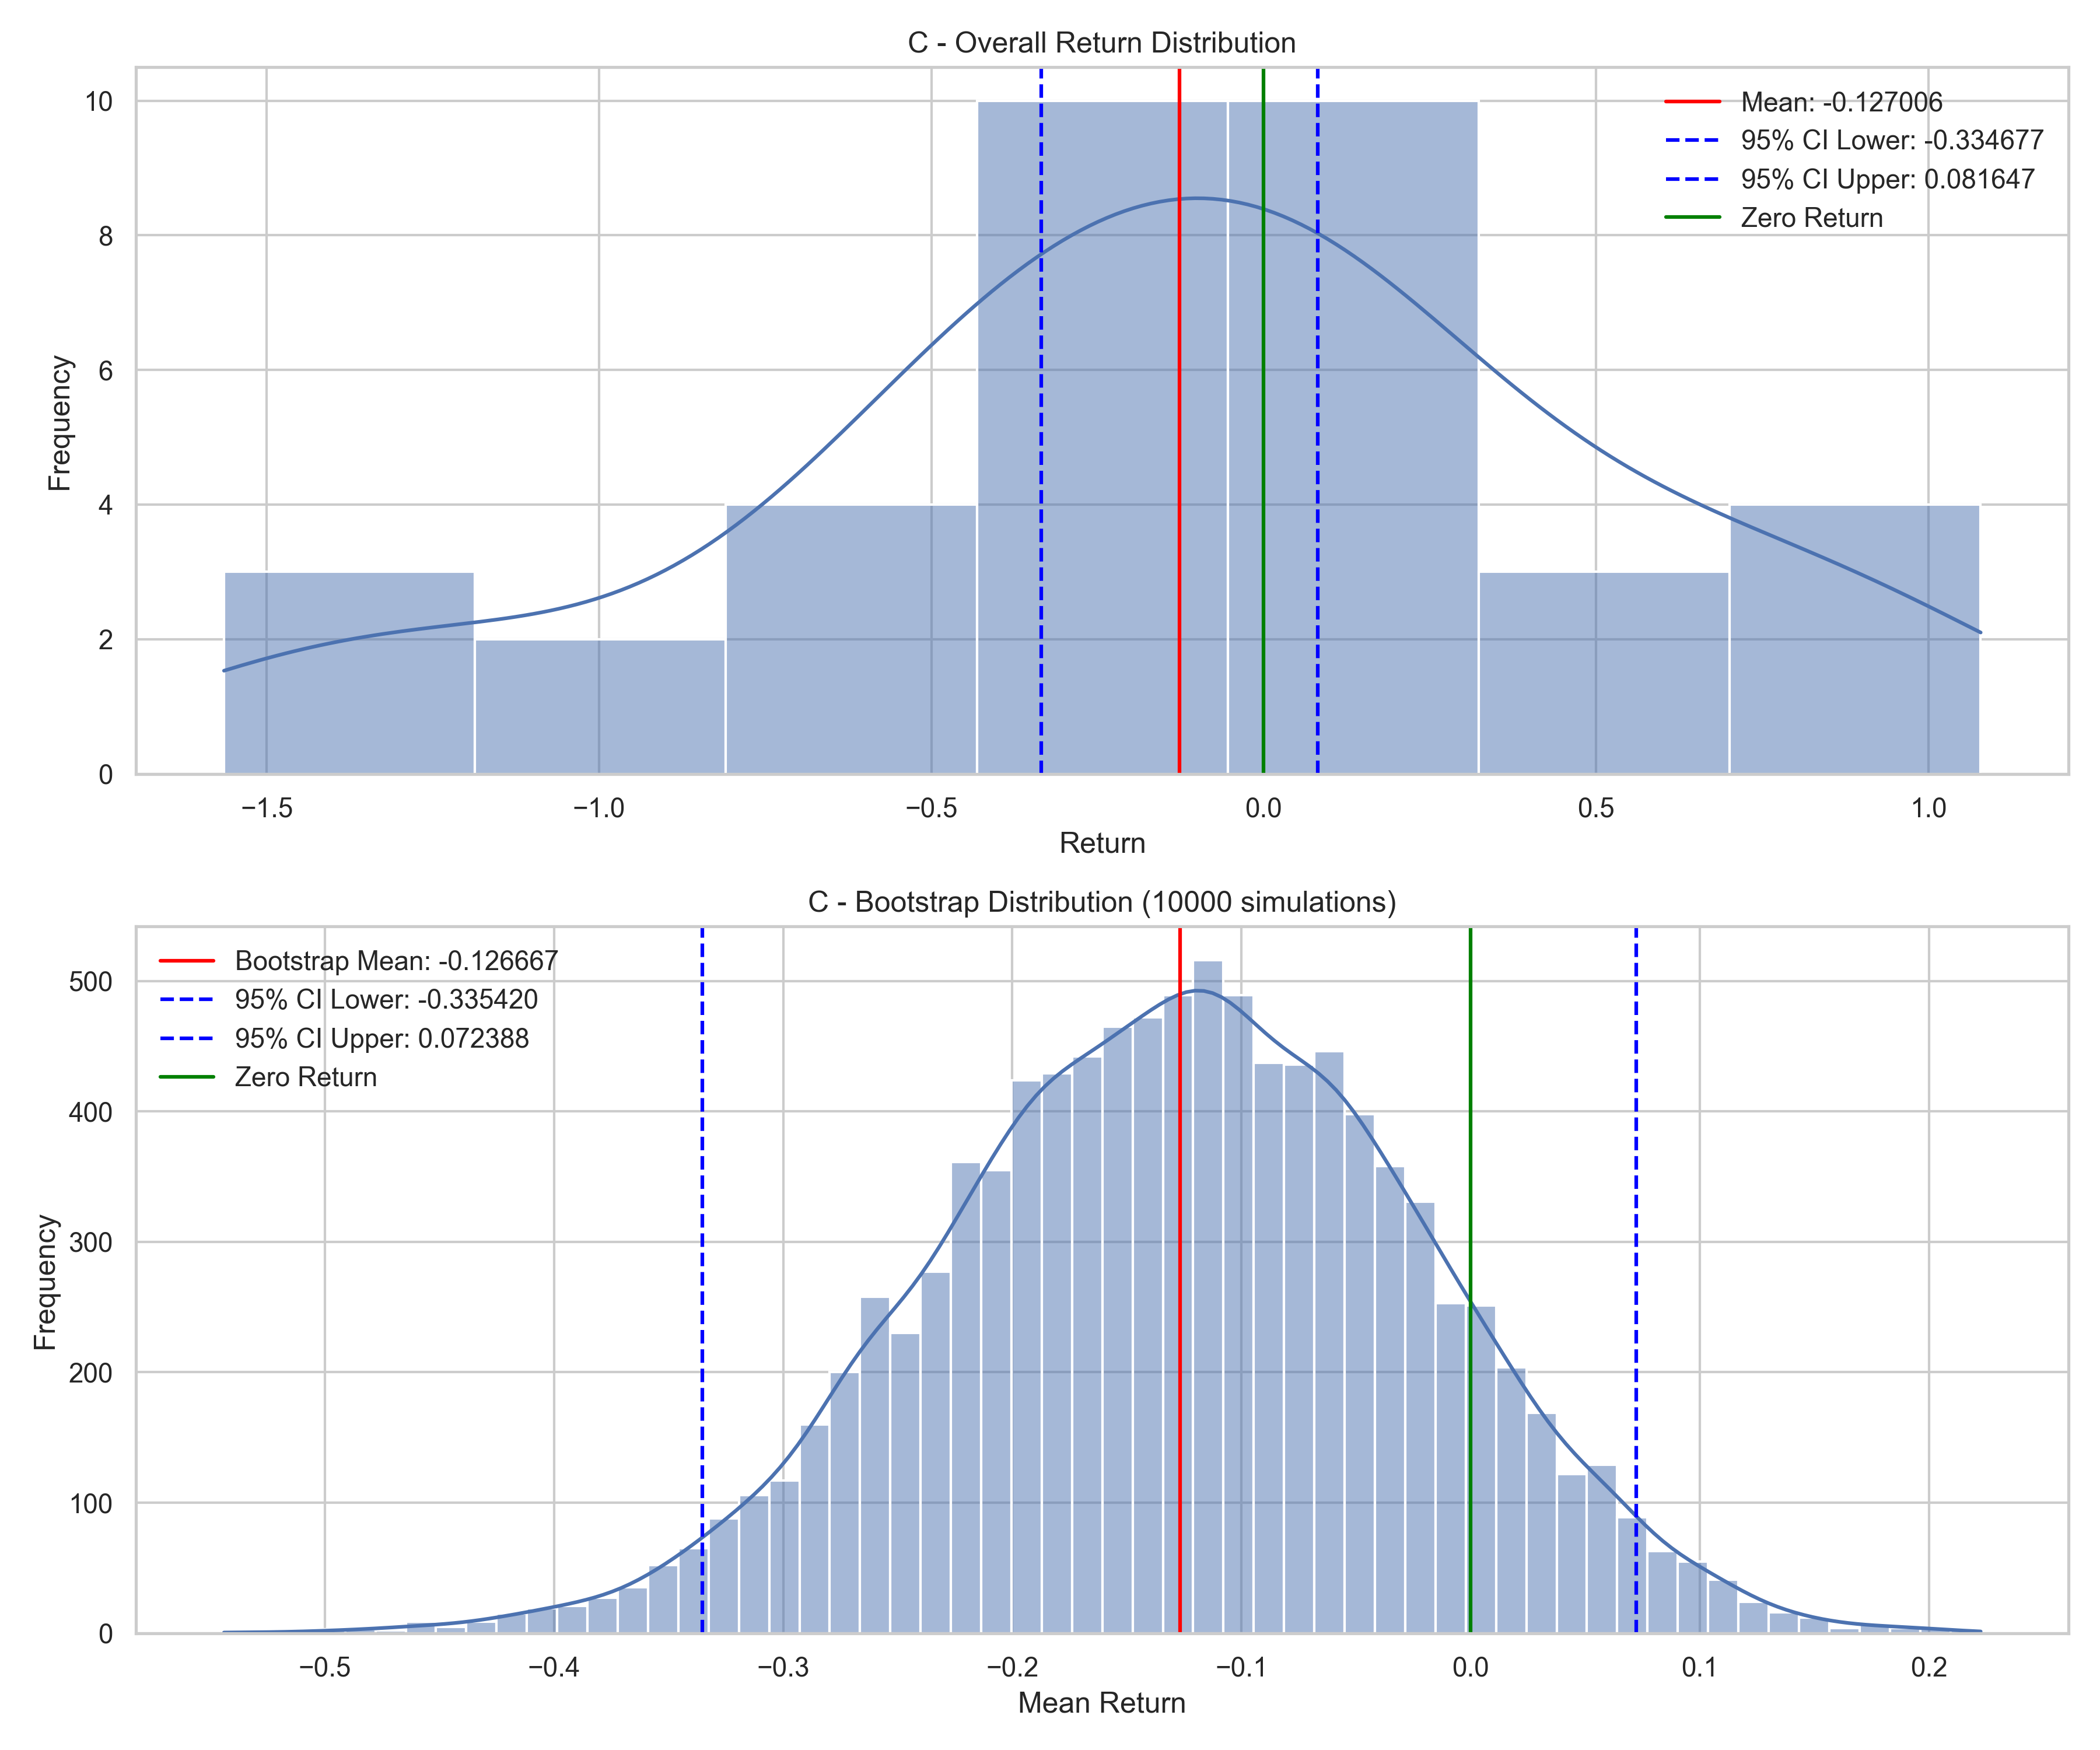 C - Overall Return Distribution
Mean: -0.127006
95% CI Lower: -0.334677
95% CI Upper: 0.081647
Zero Return
Frequency
10
8
6
4
2
0
−1.5 −1.0 −0.5 0.0 0.5 1.0
Return
C - Bootstrap Distribution (10000 simulations)
Bootstrap Mean: -0.126667
95% CI Lower: -0.335420
95% CI Upper: 0.072388
Zero Return
Frequency
500
400
300
200
100
0
−0.5 −0.4 −0.3 −0.2 −0.1 0.0 0.1 0.2
Mean Return